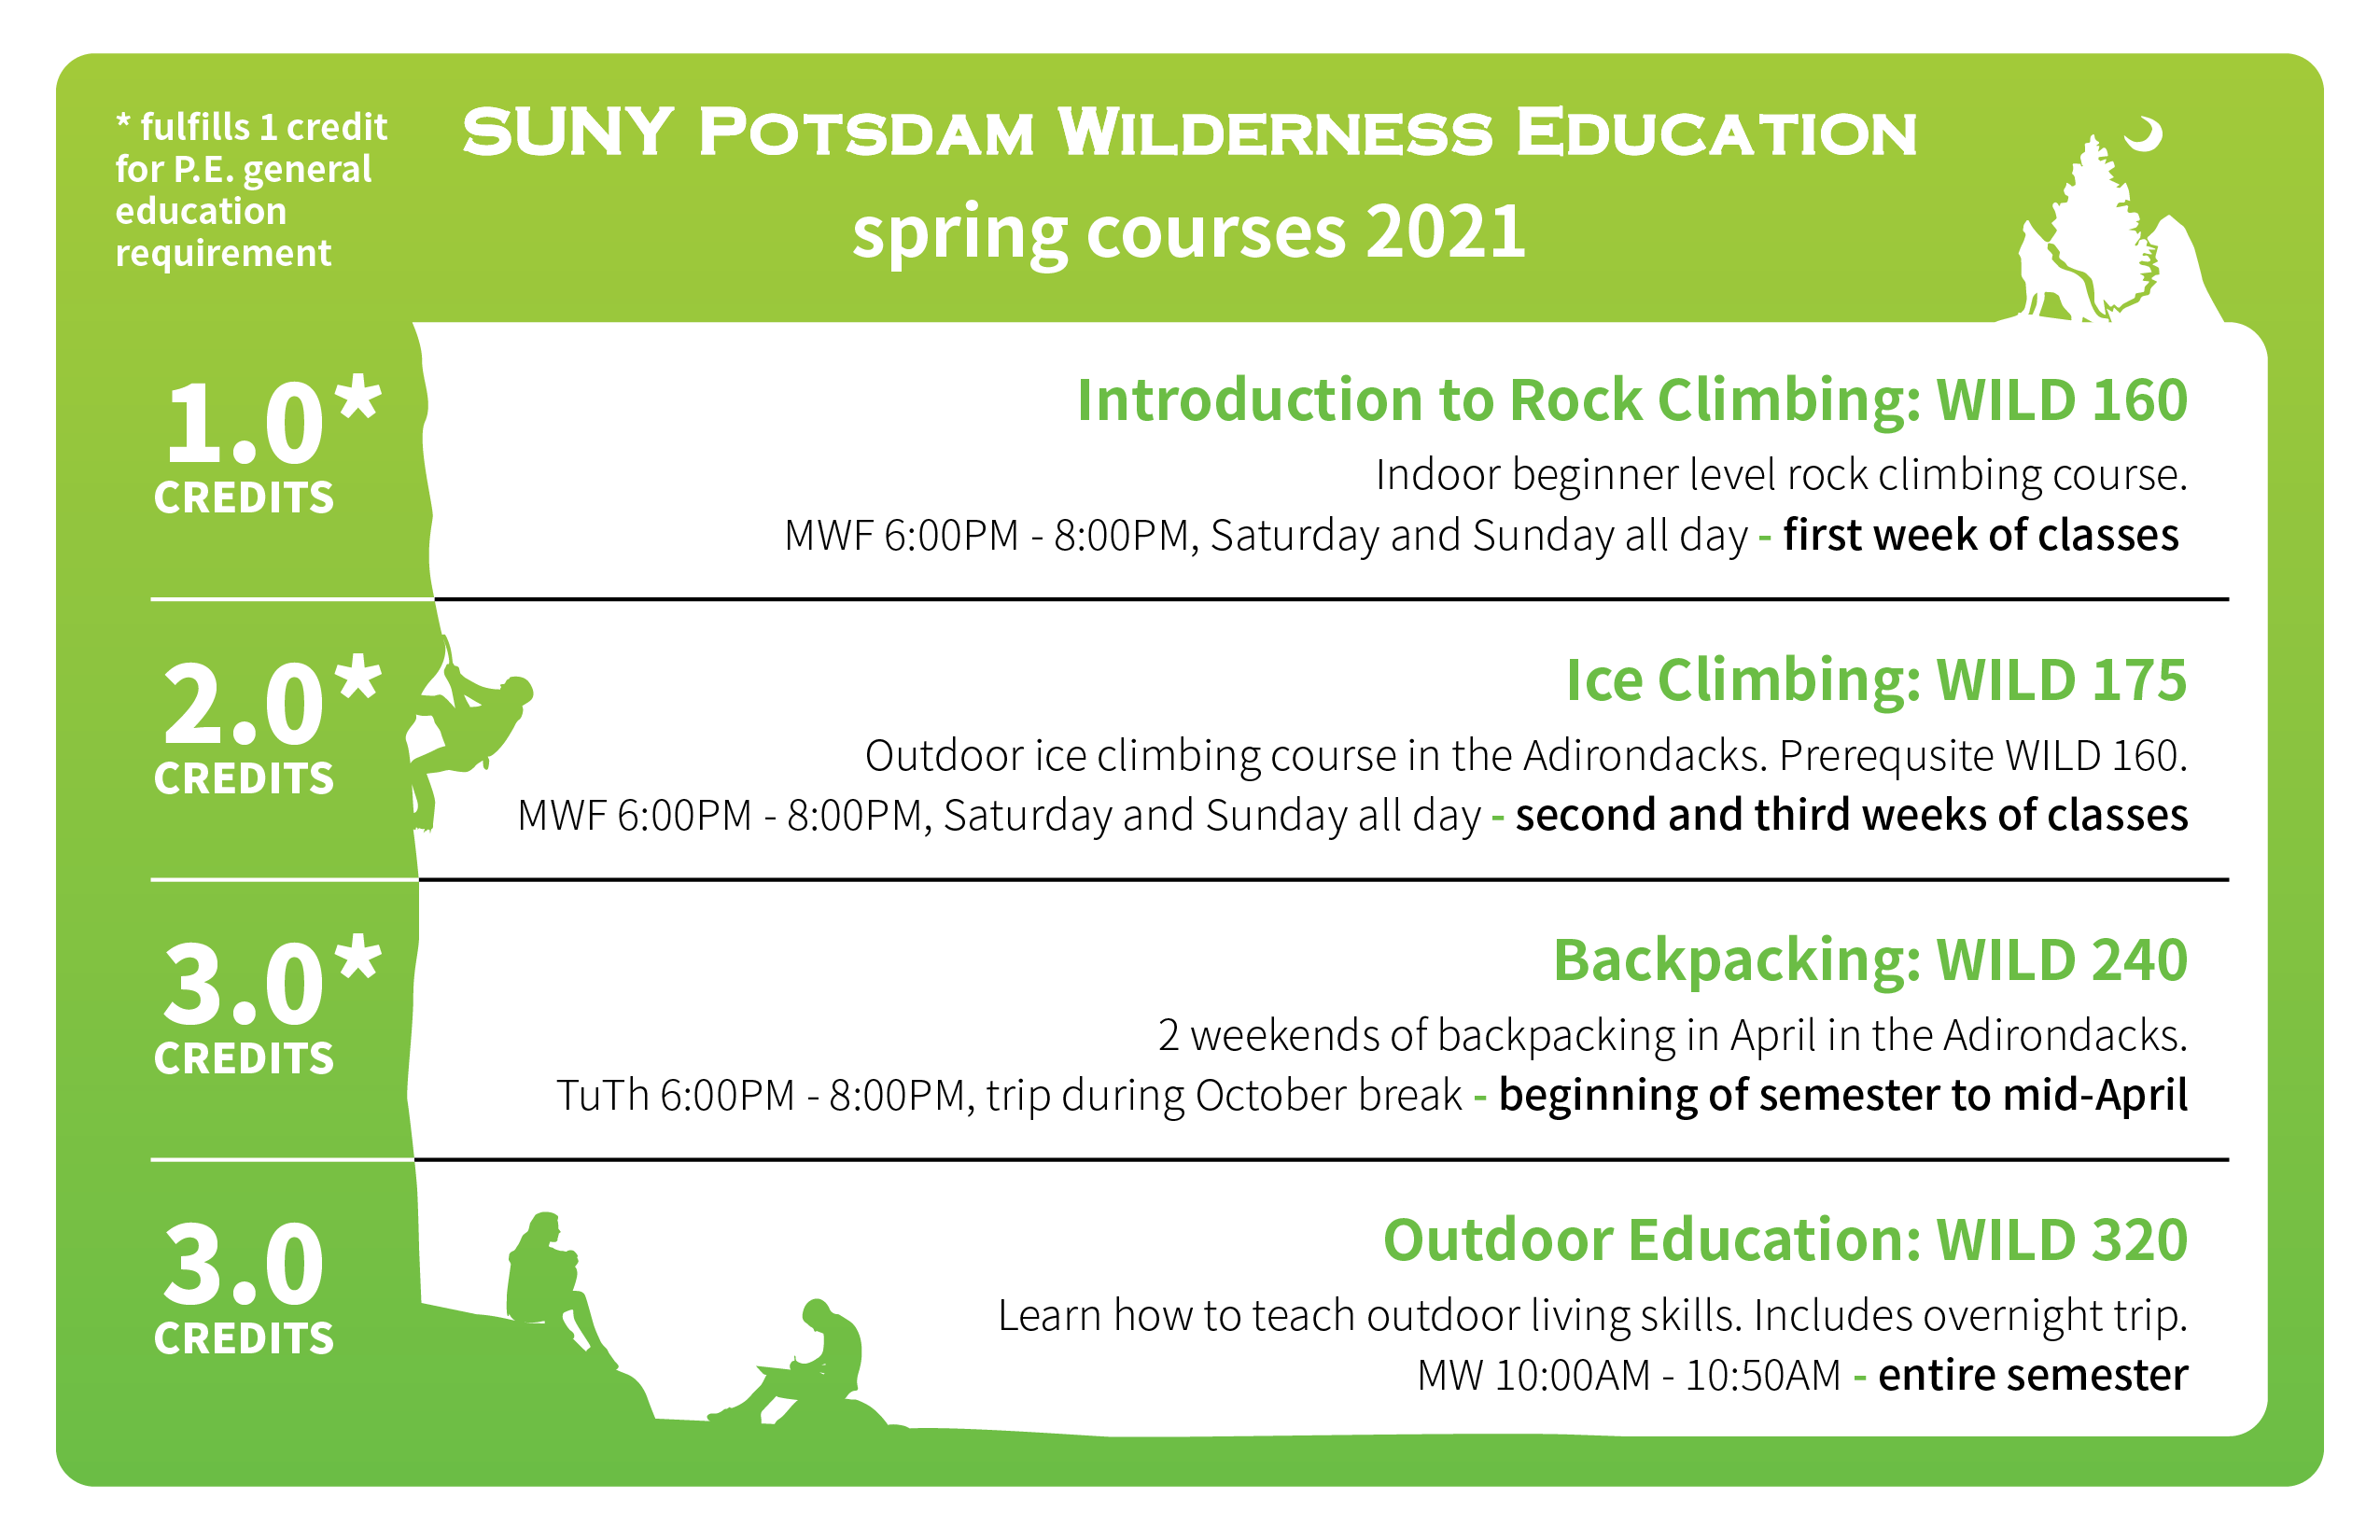 * fulfills 1 credit
for P.E. general
education
requirement
SUNY Potsdam Wilderness Education
spring courses 2021
1.0*
CREDITS
Introduction to Rock Climbing: WILD 160
Indoor beginner level rock climbing course.
MWF 6:00PM - 8:00PM, Saturday and Sunday all day - first week of classes
2.0*
CREDITS
Ice Climbing: WILD 175
Outdoor ice climbing course in the Adirondacks. Prerequsite WILD 160.
MWF 6:00PM - 8:00PM, Saturday and Sunday all day - second and third weeks of classes
3.0*
CREDITS
Backpacking: WILD 240
2 weekends of backpacking in April in the Adirondacks.
TuTh 6:00PM - 8:00PM, trip during October break - beginning of semester to mid-April
3.0
CREDITS
Outdoor Education: WILD 320
Learn how to teach outdoor living skills. Includes overnight trip.
MW 10:00AM - 10:50AM - entire semester